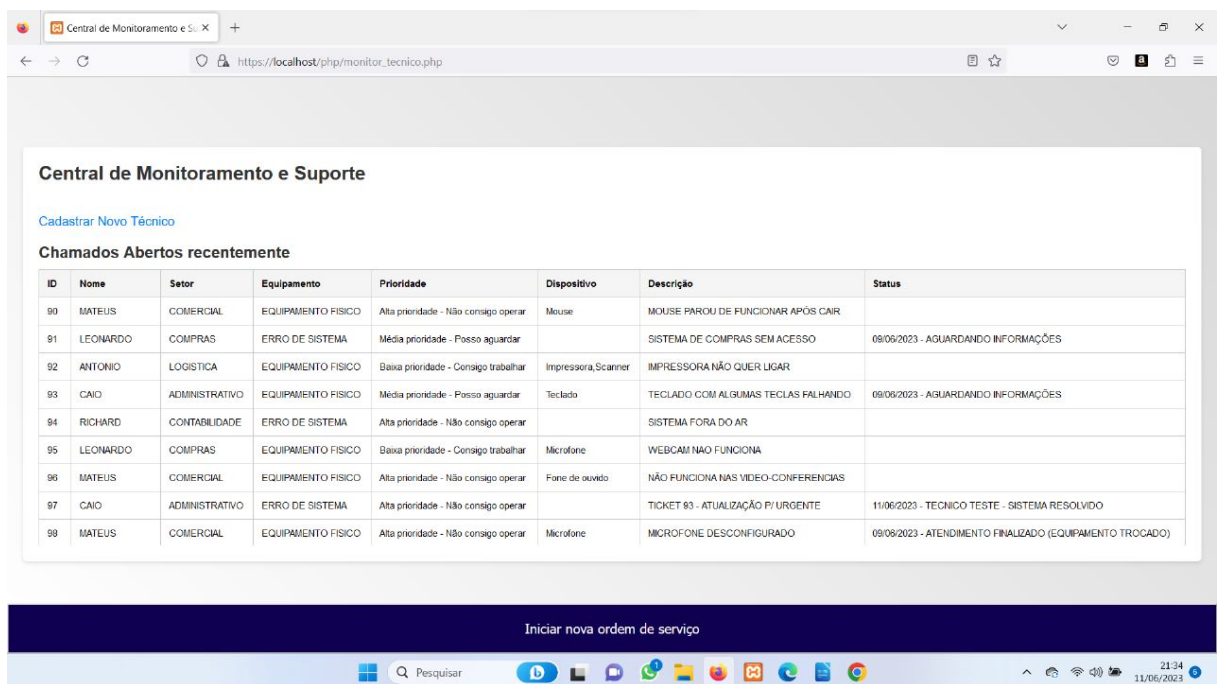 Central de Monitoramento e Su
https://localhost/php/monitor_tecnico.php
Central de Monitoramento e Suporte
Cadastrar Novo Técnico
Chamados Abertos recentemente
ID Nome Setor Equipamento Prioridade Dispositivo Descrição Status
90 MATEUS COMERCIAL EQUIPAMENTO FISICO Alta prioridade - Não consigo operar Mouse MOUSE PAROU DE FUNCIONAR APÓS CAIR
91 LEONARDO COMPRAS ERRO DE SISTEMA Média prioridade - Posso aguardar SISTEMA DE COMPRAS SEM ACESSO 09/06/2023 - AGUARDANDO INFORMAÇÕES
92 ANTONIO LOGISTICA EQUIPAMENTO FISICO Baixa prioridade - Consigo trabalhar Impressora,Scanner IMPRESSORA NÃO QUER LIGAR
93 CAIO ADMINISTRATIVO EQUIPAMENTO FISICO Média prioridade - Posso aguardar Teclado TECLADO COM ALGUMAS TECLAS FALHANDO 09/06/2023 - AGUARDANDO INFORMAÇÕES
94 RICHARD CONTABILIDADE ERRO DE SISTEMA Alta prioridade - Não consigo operar SISTEMA FORA DO AR
95 LEONARDO COMPRAS EQUIPAMENTO FISICO Baixa prioridade - Consigo trabalhar Microfone WEBCAM NAO FUNCIONA
96 MATEUS COMERCIAL EQUIPAMENTO FISICO Alta prioridade - Não consigo operar Fone de ouvido NÃO FUNCIONA NAS VIDEO-CONFERENCIAS
97 CAIO ADMINISTRATIVO ERRO DE SISTEMA Alta prioridade - Não consigo operar TICKET 93 - ATUALIZAÇÃO P/ URGENTE 11/06/2023 - TECNICO TESTE - SISTEMA RESOLVIDO
98 MATEUS COMERCIAL EQUIPAMENTO FISICO Alta prioridade - Não consigo operar Microfone MICROFONE DESCONFIGURADO 09/06/2023 - ATENDIMENTO FINALIZADO (EQUIPAMENTO TROCADO)
Iniciar nova ordem de serviço
Pesquisar
21:34
11/06/2023